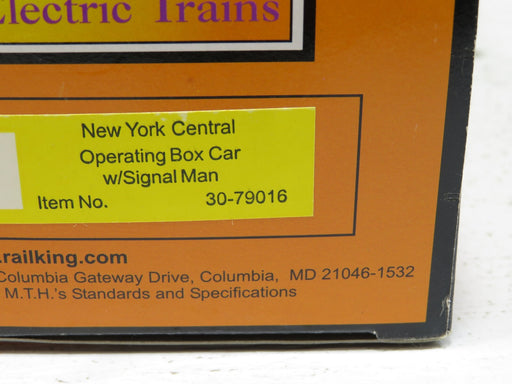 Electric Trains
New York Central
Operating Box Car
w/Signal Man
Item No. 30-79016
.railking.com
Columbia Gateway Drive, Columbia, MD 21046-1532
M.T.H.'s Standards and Specifications